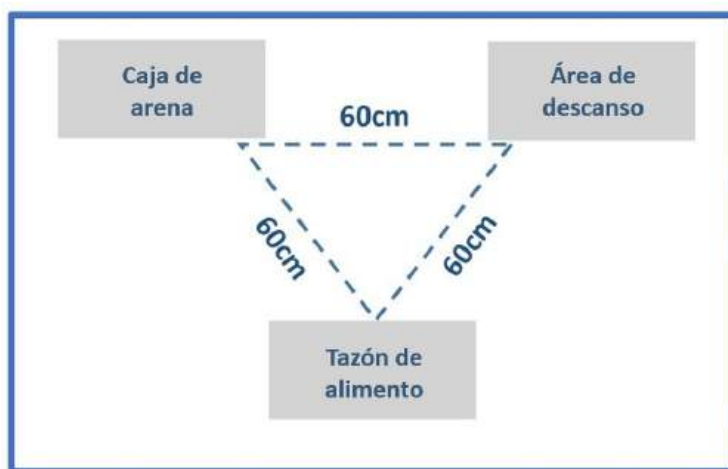 Caja de
arena
Área de
descanso
60cm
60cm
60cm
Tazón de
alimento